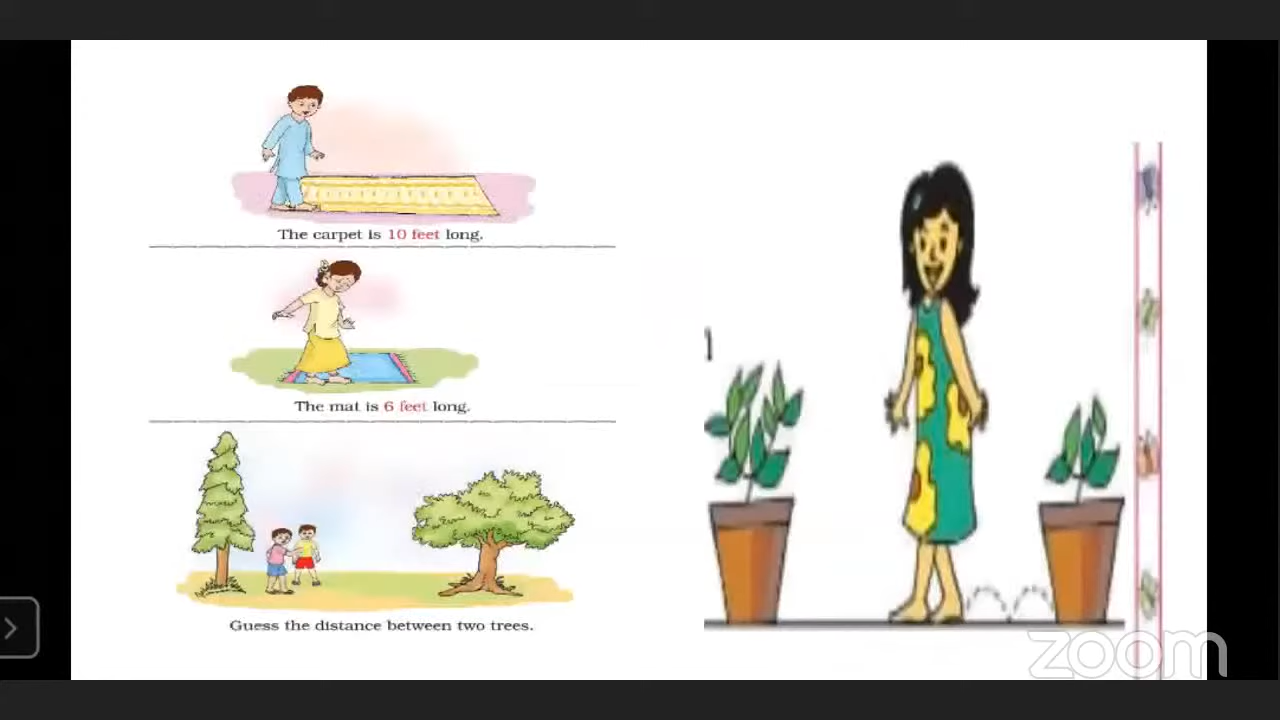 The carpet is 10 feet long.
The mat is 6 feet long.
Guess the distance between two trees.
zoom